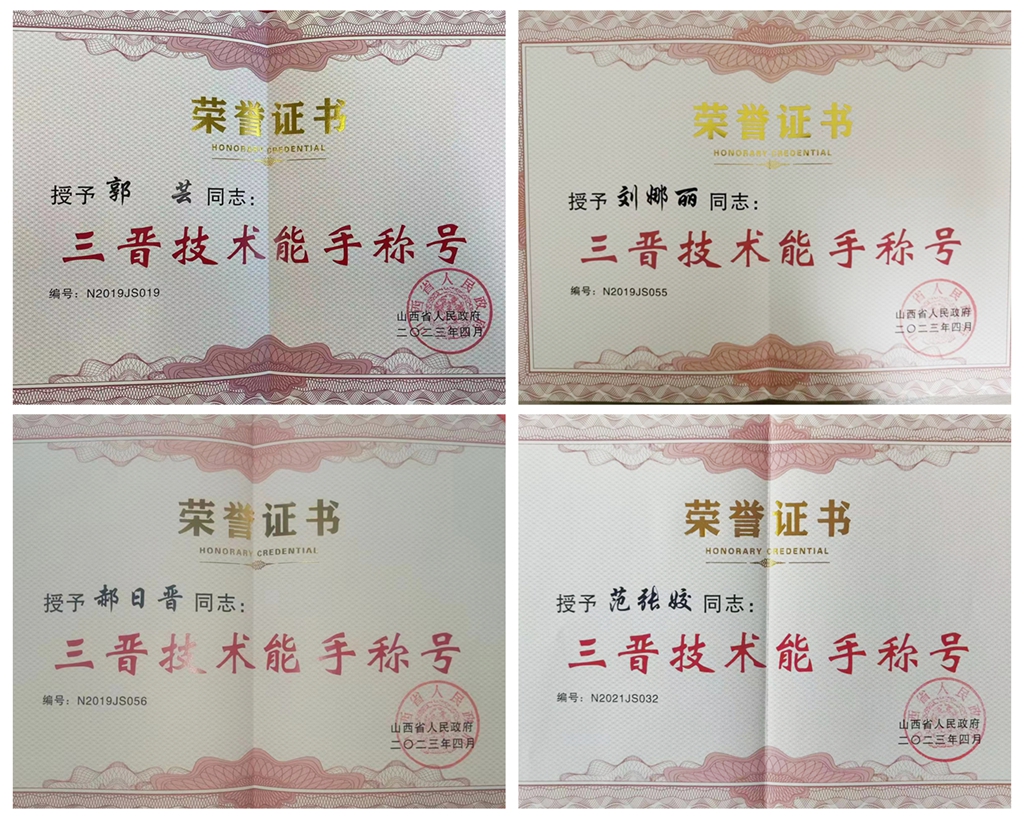 荣誉证书
HONORARY CREDENTIAL
授予 郭 芸 同志：
三晋技术能手称号
编号：N2019JS019
山西省人民政府
二〇二三年四月
荣誉证书
HONORARY CREDENTIAL
授予 刘娜丽 同志：
三晋技术能手称号
编号：N2019JS055
山西省人民政府
二〇二三年四月
荣誉证书
HONORARY CREDENTIAL
授予 郝日晋 同志：
三晋技术能手称号
编号：N2019JS056
山西省人民政府
二〇二三年四月
荣誉证书
HONORARY CREDENTIAL
授予 范张姣 同志：
三晋技术能手称号
编号：N2021JS032
山西省人民政府
二〇二三年四月